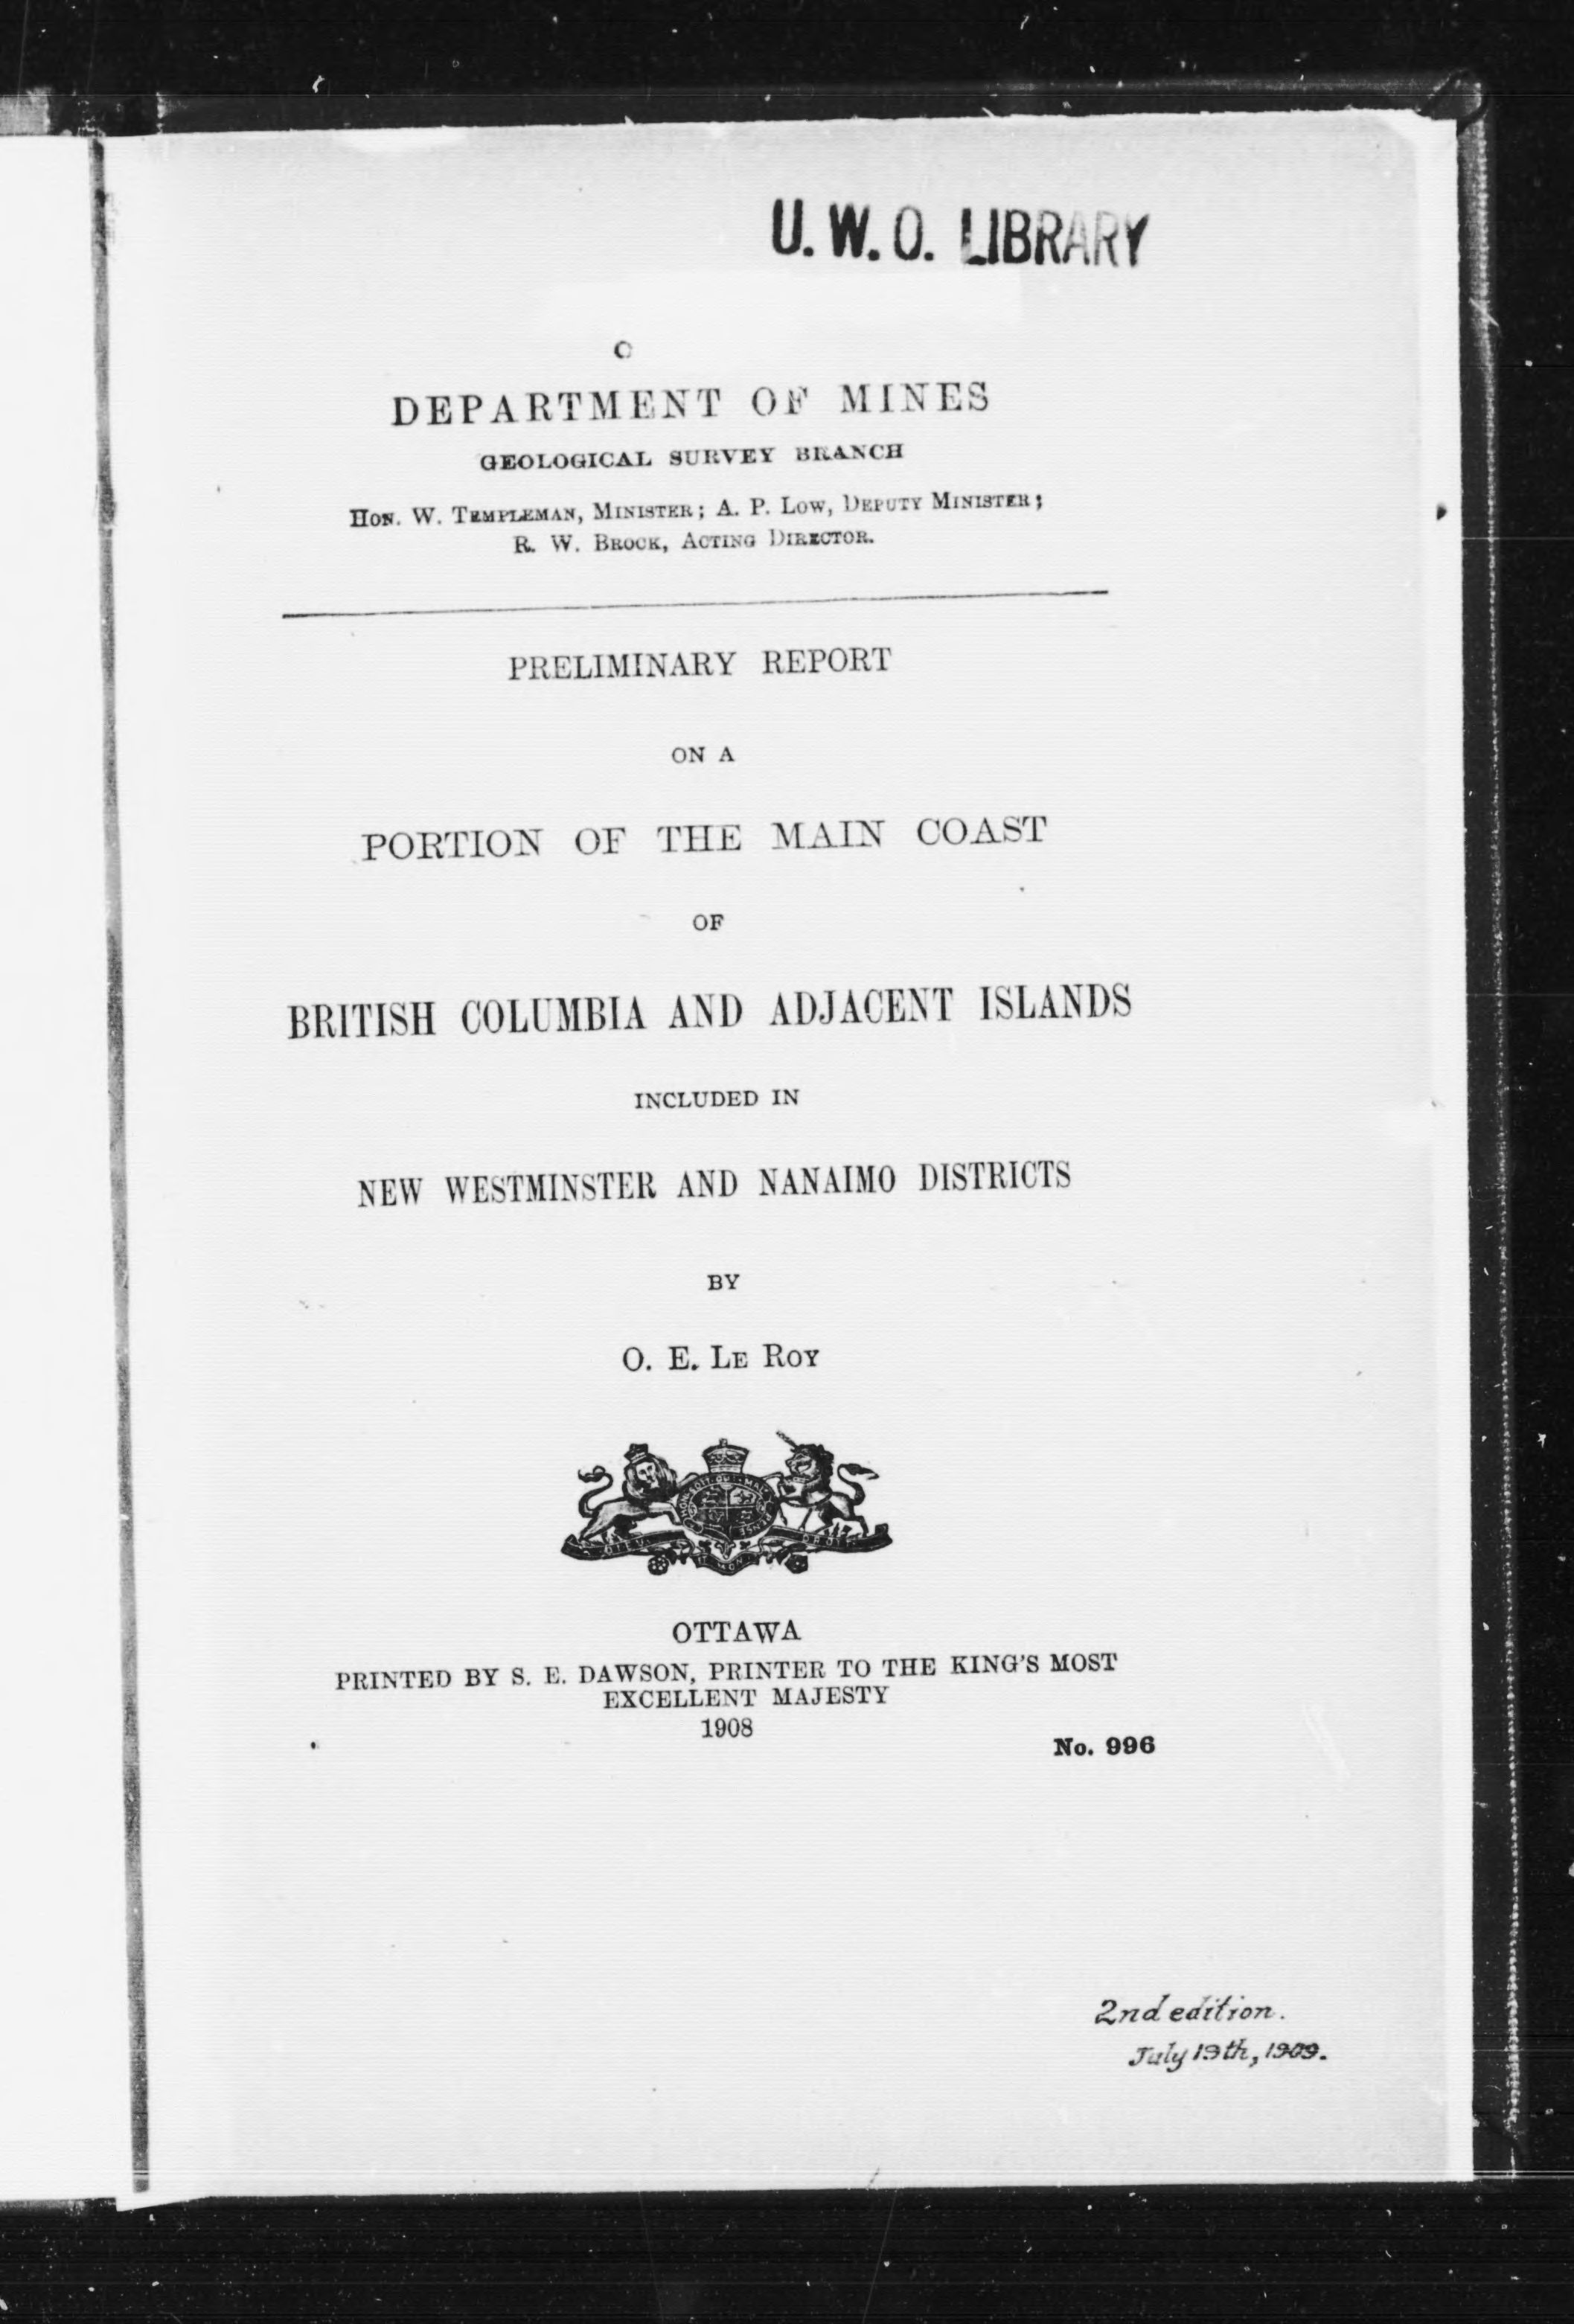 U. W. O. LIBRARY
DEPARTMENT OF MINES
GEOLOGICAL SURVEY BRANCH
HON. W. TEMPLEMAN, MINISTER; A. P. LOW, DEPUTY MINISTER;
R. W. BROCK, ACTING DIRECTOR.
PRELIMINARY REPORT
ON A
PORTION OF THE MAIN COAST
OF
BRITISH COLUMBIA AND ADJACENT ISLANDS
INCLUDED IN
NEW WESTMINSTER AND NANAIMO DISTRICTS
BY
O. E. LE ROY
OTTAWA
PRINTED BY S. E. DAWSON, PRINTER TO THE KING'S MOST
EXCELLENT MAJESTY
1908
No. 996
2nd edition.
July 19th, 1909.